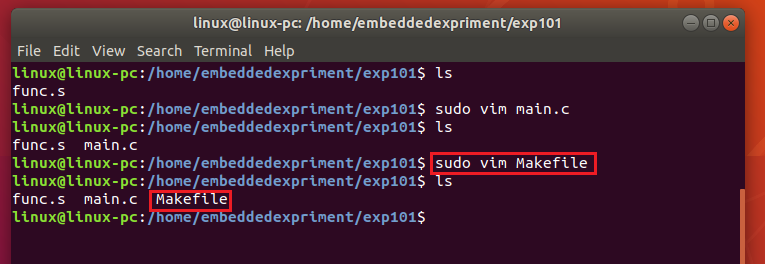 linux@linux-pc: /home/embeddedexpriment/exp101
File Edit View Search Terminal Help
linux@linux-pc:/home/embeddedexpriment/exp101$ ls
func.s
linux@linux-pc:/home/embeddedexpriment/exp101$ sudo vim main.c
linux@linux-pc:/home/embeddedexpriment/exp101$ ls
func.s  main.c
linux@linux-pc:/home/embeddedexpriment/exp101$ sudo vim Makefile
linux@linux-pc:/home/embeddedexpriment/exp101$ ls
func.s  main.c  Makefile
linux@linux-pc:/home/embeddedexpriment/exp101$